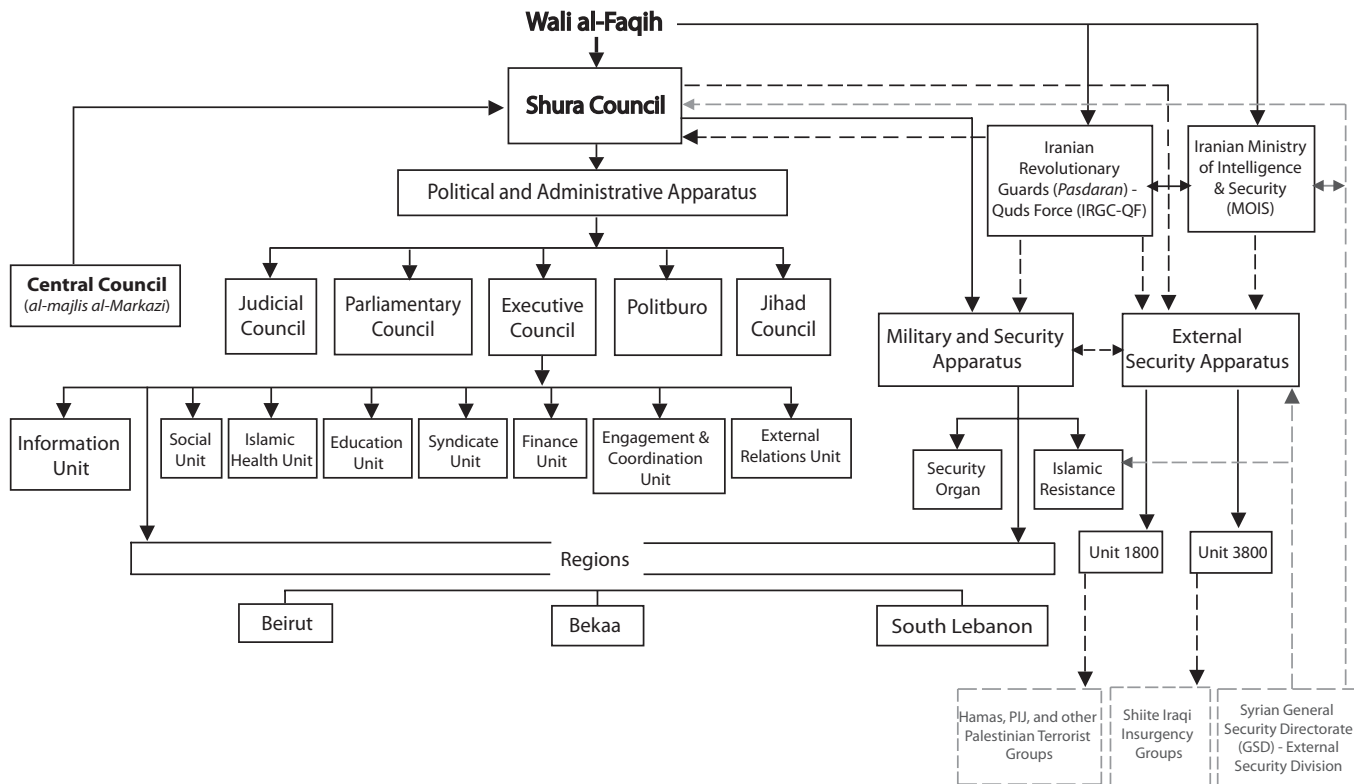 Wali al-Faqih
Shura Council
Iranian
Revolutionary
Guards (Pasdaran) -
Quds Force (IRGC-QF)
Iranian Ministry
of Intelligence
& Security
(MOIS)
Political and Administrative Apparatus
Central Council
(al-majlis al-Markazi)
Judicial
Council
Parliamentary
Council
Executive
Council
Politburo
Jihad
Council
Military and Security
Apparatus
External
Security Apparatus
Information
Unit
Social
Unit
Islamic
Health Unit
Education
Unit
Syndicate
Unit
Finance
Unit
Engagement &
Coordination
Unit
External
Relations Unit
Security
Organ
Islamic
Resistance
Unit 1800
Unit 3800
Regions
Beirut
Bekaa
South Lebanon
Hamas, PIJ, and other
Palestinian Terrorist
Groups
Shiite Iraqi
Insurgency
Groups
Syrian General
Security Directorate
(GSD) - External
Security Division